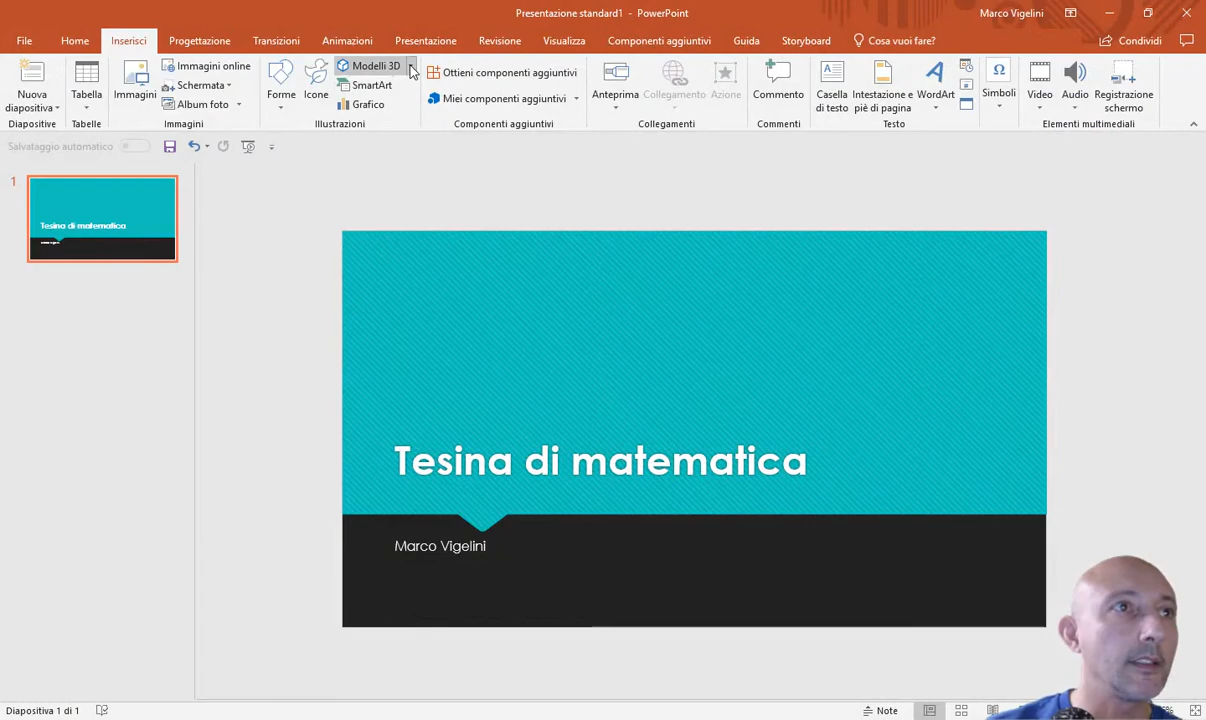 Presentazione standard1 - PowerPoint
Marco Vigelini
File Home Inserisci Progettazione Transizioni Animazioni Presentazione Revisione Visualizza Componenti aggiuntivi Guida Storyboard Cosa vuoi fare? Condividi
Nuova diapositiva
Diapositive
Tabella
Tabelle
Immagini
Immagini online
Schermata
Album foto
Immagini
Forme
Icone
Modelli 3D
SmartArt
Grafico
Illustrazioni
Ottieni componenti aggiuntivi
Miei componenti aggiuntivi
Componenti aggiuntivi
Anteprima
Collegamento
Azione
Collegamenti
Commento
Commenti
Casella di testo
Intestazione e piè di pagina
WordArt
Testo
Simboli
Video
Audio
Registrazione schermo
Elementi multimediali
Salvataggio automatico
1
Tesina di matematica
Tesina di matematica
Marco Vigelini
Diapositiva 1 di 1
Note